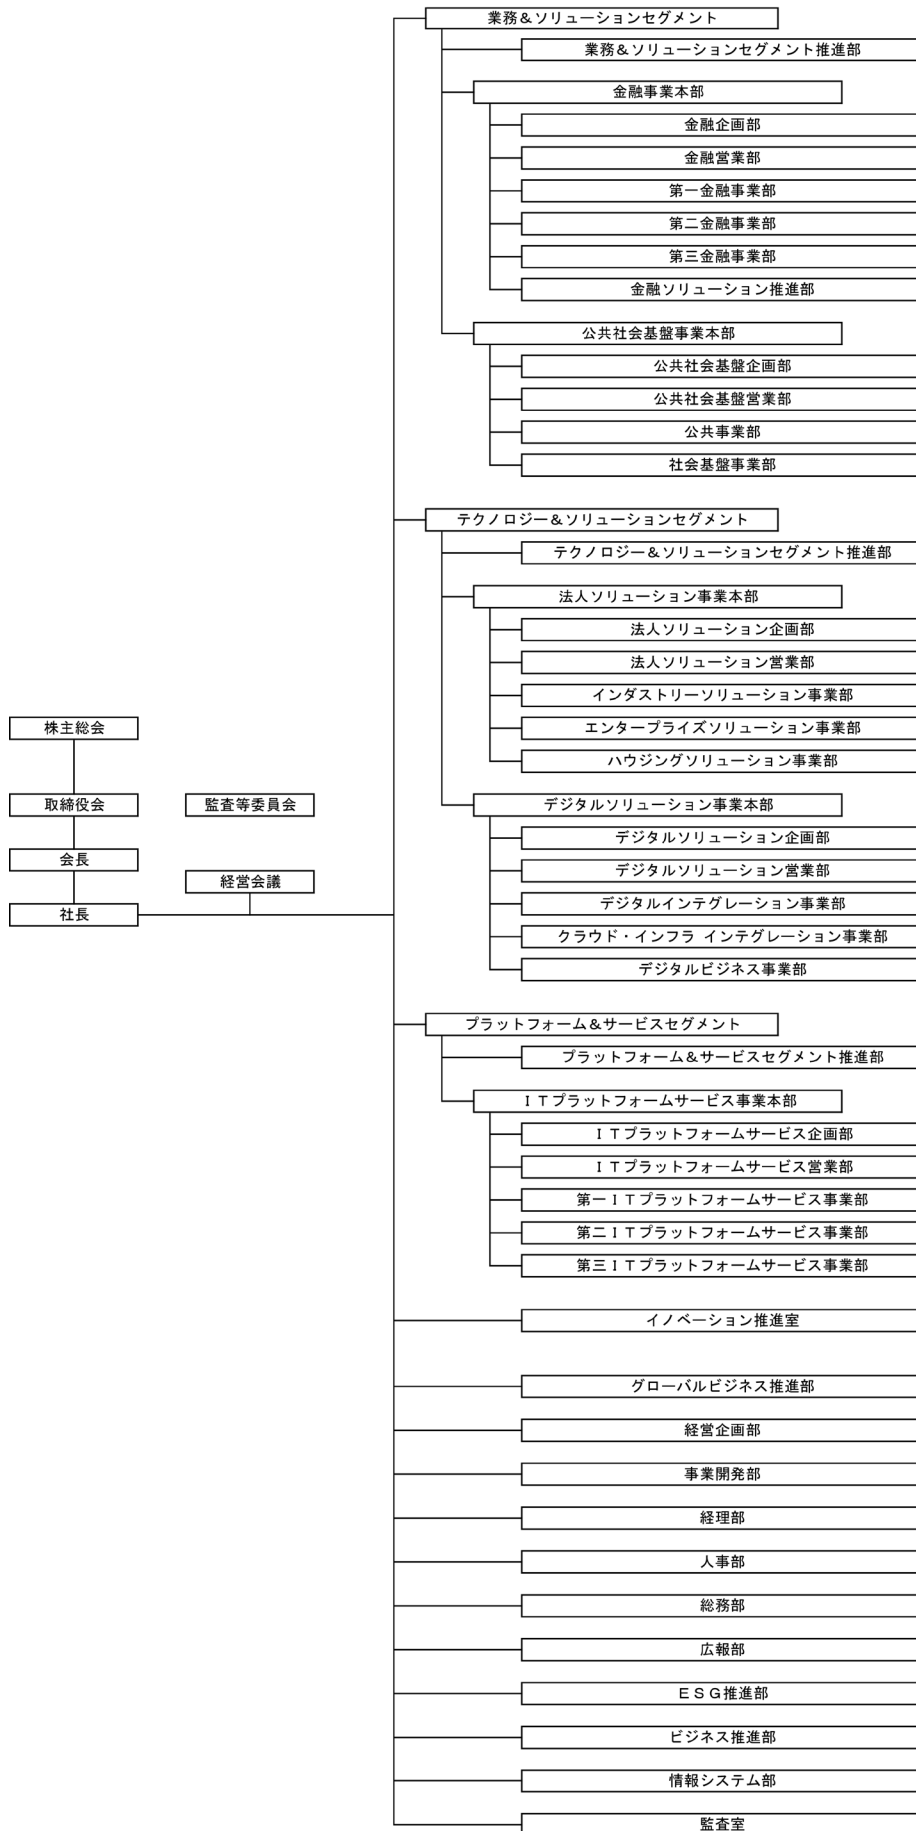 業務＆ソリューションセグメント
業務＆ソリューションセグメント推進部
金融事業本部
金融企画部
金融営業部
第一金融事業部
第二金融事業部
第三金融事業部
金融ソリューション推進部
公共社会基盤事業本部
公共社会基盤企画部
公共社会基盤営業部
公共事業部
社会基盤事業部
テクノロジー＆ソリューションセグメント
テクノロジー＆ソリューションセグメント推進部
法人ソリューション事業本部
法人ソリューション企画部
法人ソリューション営業部
インダストリーソリューション事業部
エンタープライズソリューション事業部
ハウジングソリューション事業部
株主総会
取締役会
監査等委員会
会長
経営会議
社長
デジタルソリューション事業本部
デジタルソリューション企画部
デジタルソリューション営業部
デジタルインテグレーション事業部
クラウド・インフラ インテグレーション事業部
デジタルビジネス事業部
プラットフォーム＆サービスセグメント
プラットフォーム＆サービスセグメント推進部
ＩＴプラットフォームサービス事業本部
ＩＴプラットフォームサービス企画部
ＩＴプラットフォームサービス営業部
第一ＩＴプラットフォームサービス事業部
第二ＩＴプラットフォームサービス事業部
第三ＩＴプラットフォームサービス事業部
イノベーション推進室
グローバルビジネス推進部
経営企画部
事業開発部
経理部
人事部
総務部
広報部
ＥＳＧ推進部
ビジネス推進部
情報システム部
監査室